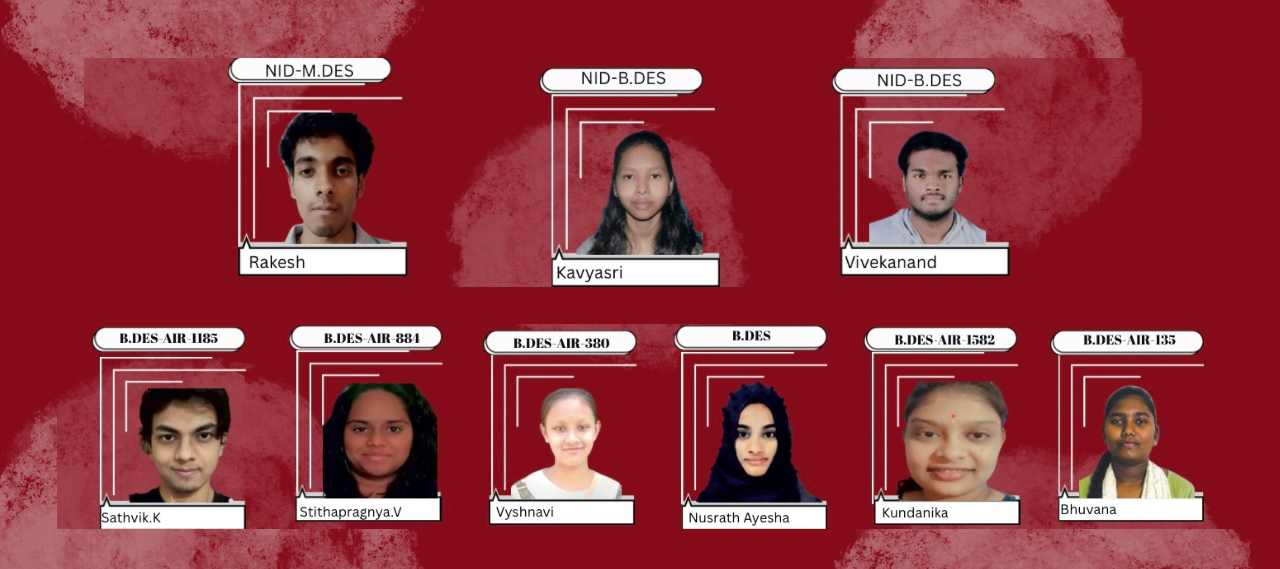 NID-M.DES
NID-B.DES
NID-B.DES
Rakesh
Kavyasri
Vivekanand
B.DES-AIR-1185
B.DES-AIR-884
B.DES-AIR-380
B.DES
B.DES-AIR-1582
B.DES-AIR-135
Sathvik.K
Stithapragnya.V
Vyshnavi
Nusrath Ayesha
Kundanika
Bhuvana